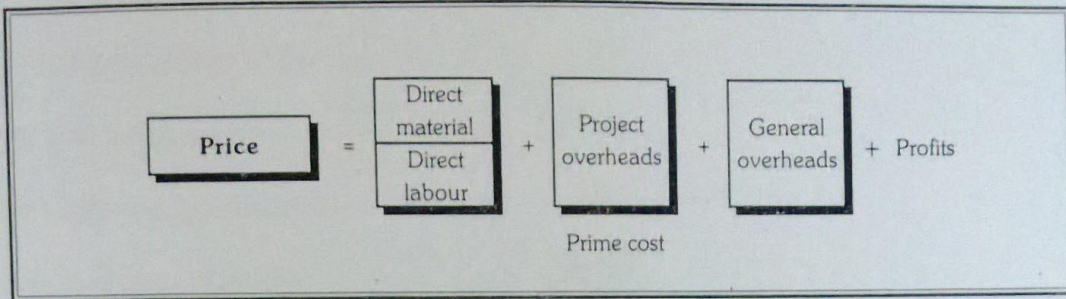 Price = Direct material Direct labour + Project overheads + General overheads + Profits
Prime cost